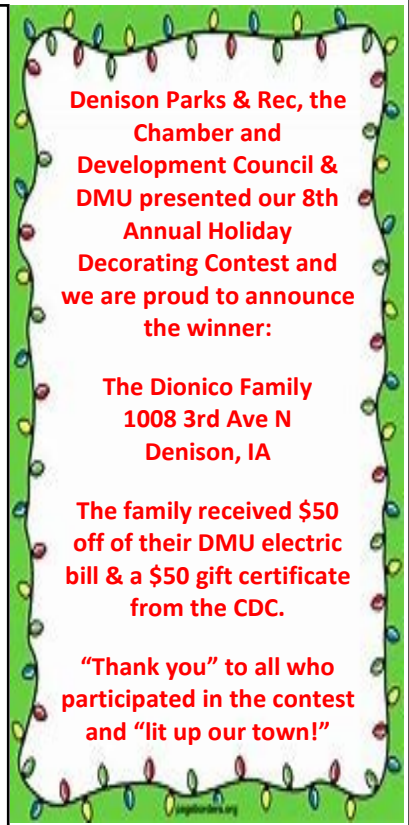 Denison Parks & Rec, the
Chamber and
Development Council &
DMU presented our 8th
Annual Holiday
Decorating Contest and
we are proud to announce
the winner:
The Dionico Family
1008 3rd Ave N
Denison, IA
The family received $50
off of their DMU electric
bill & a $50 gift certificate
from the CDC.
“Thank you” to all who
participated in the contest
and “lit up our town!”
pageborders.org